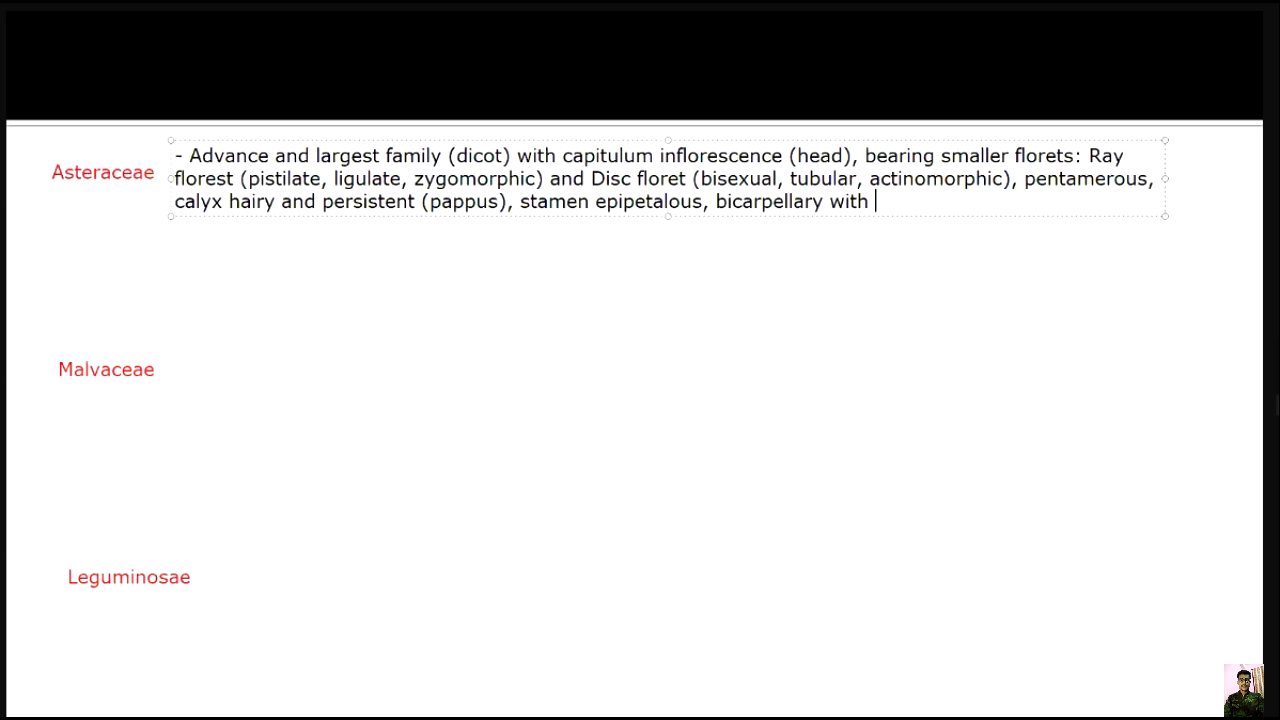 Asteraceae
- Advance and largest family (dicot) with capitulum inflorescence (head), bearing smaller florets: Ray
florest (pistilate, ligulate, zygomorphic) and Disc floret (bisexual, tubular, actinomorphic), pentamerous,
calyx hairy and persistent (pappus), stamen epipetalous, bicarpellary with
Malvaceae
Leguminosae